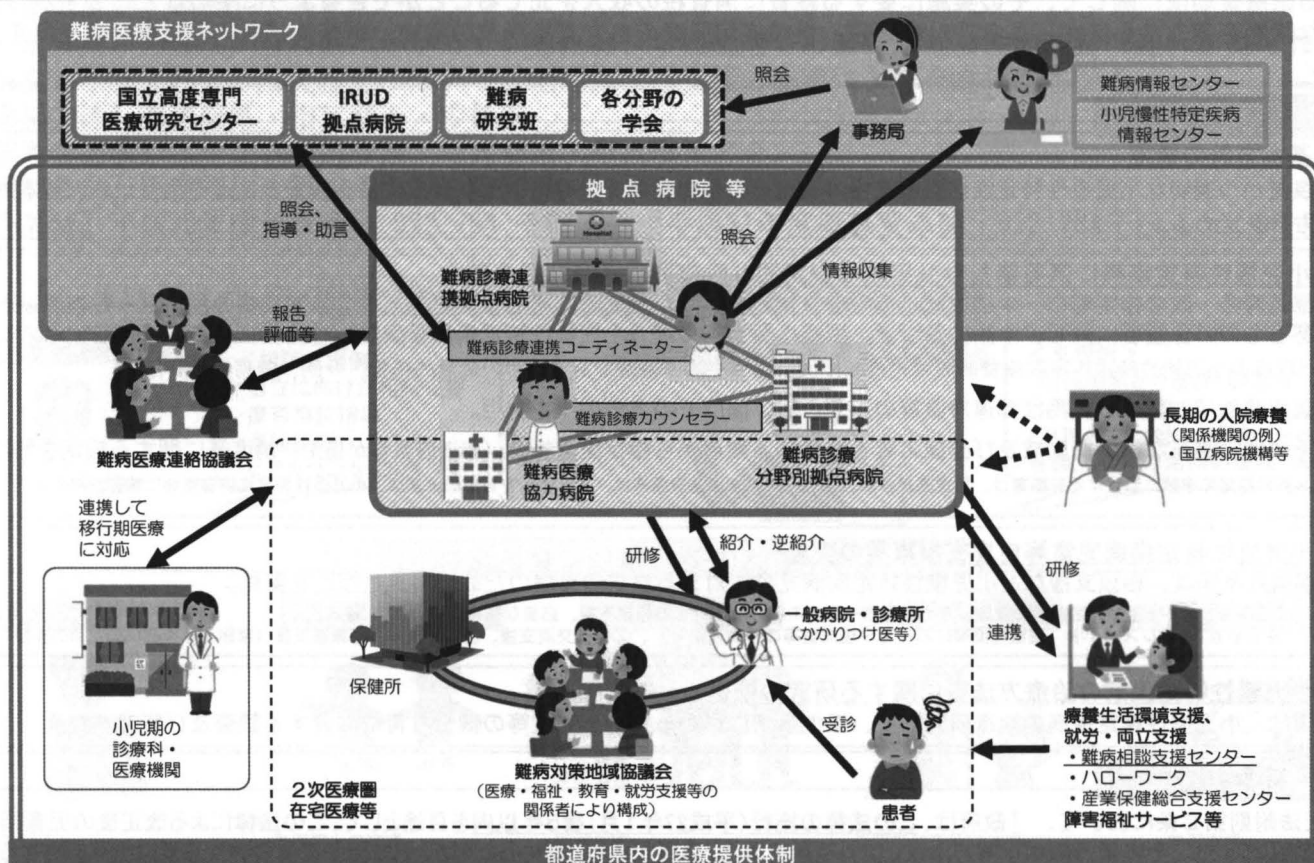 難病医療支援ネットワーク
国立高度専門
医療研究センター
IRUD
拠点病院
難病
研究班
各分野の
学会
照会
事務局
i
難病情報センター
小児慢性特定疾病
情報センター
拠点病院等
照会、
指導・助言
Hospital
難病診療連
携拠点病院
照会
情報収集
報告
評価等
難病診療連携コーディネーター
難病診療カウンセラー
難病医療
協力病院
難病診療
分野別拠点病院
長期の入院療養
(関係機関の例)
・国立病院機構等
難病医療連絡協議会
連携して
移行期医療
に対応
研修
紹介・逆紹介
研修
連携
一般病院・診療所
(かかりつけ医等)
保健所
小児期の
診療科・
医療機関
受診
難病対策地域協議会
(医療・福祉・教育・就労支援等の
関係者により構成)
2次医療圏
在宅医療等
患者
療養生活環境支援、
就労・両立支援
・難病相談支援センター
・ハローワーク
・産業保健総合支援センター
障害福祉サービス等
都道府県内の医療提供体制